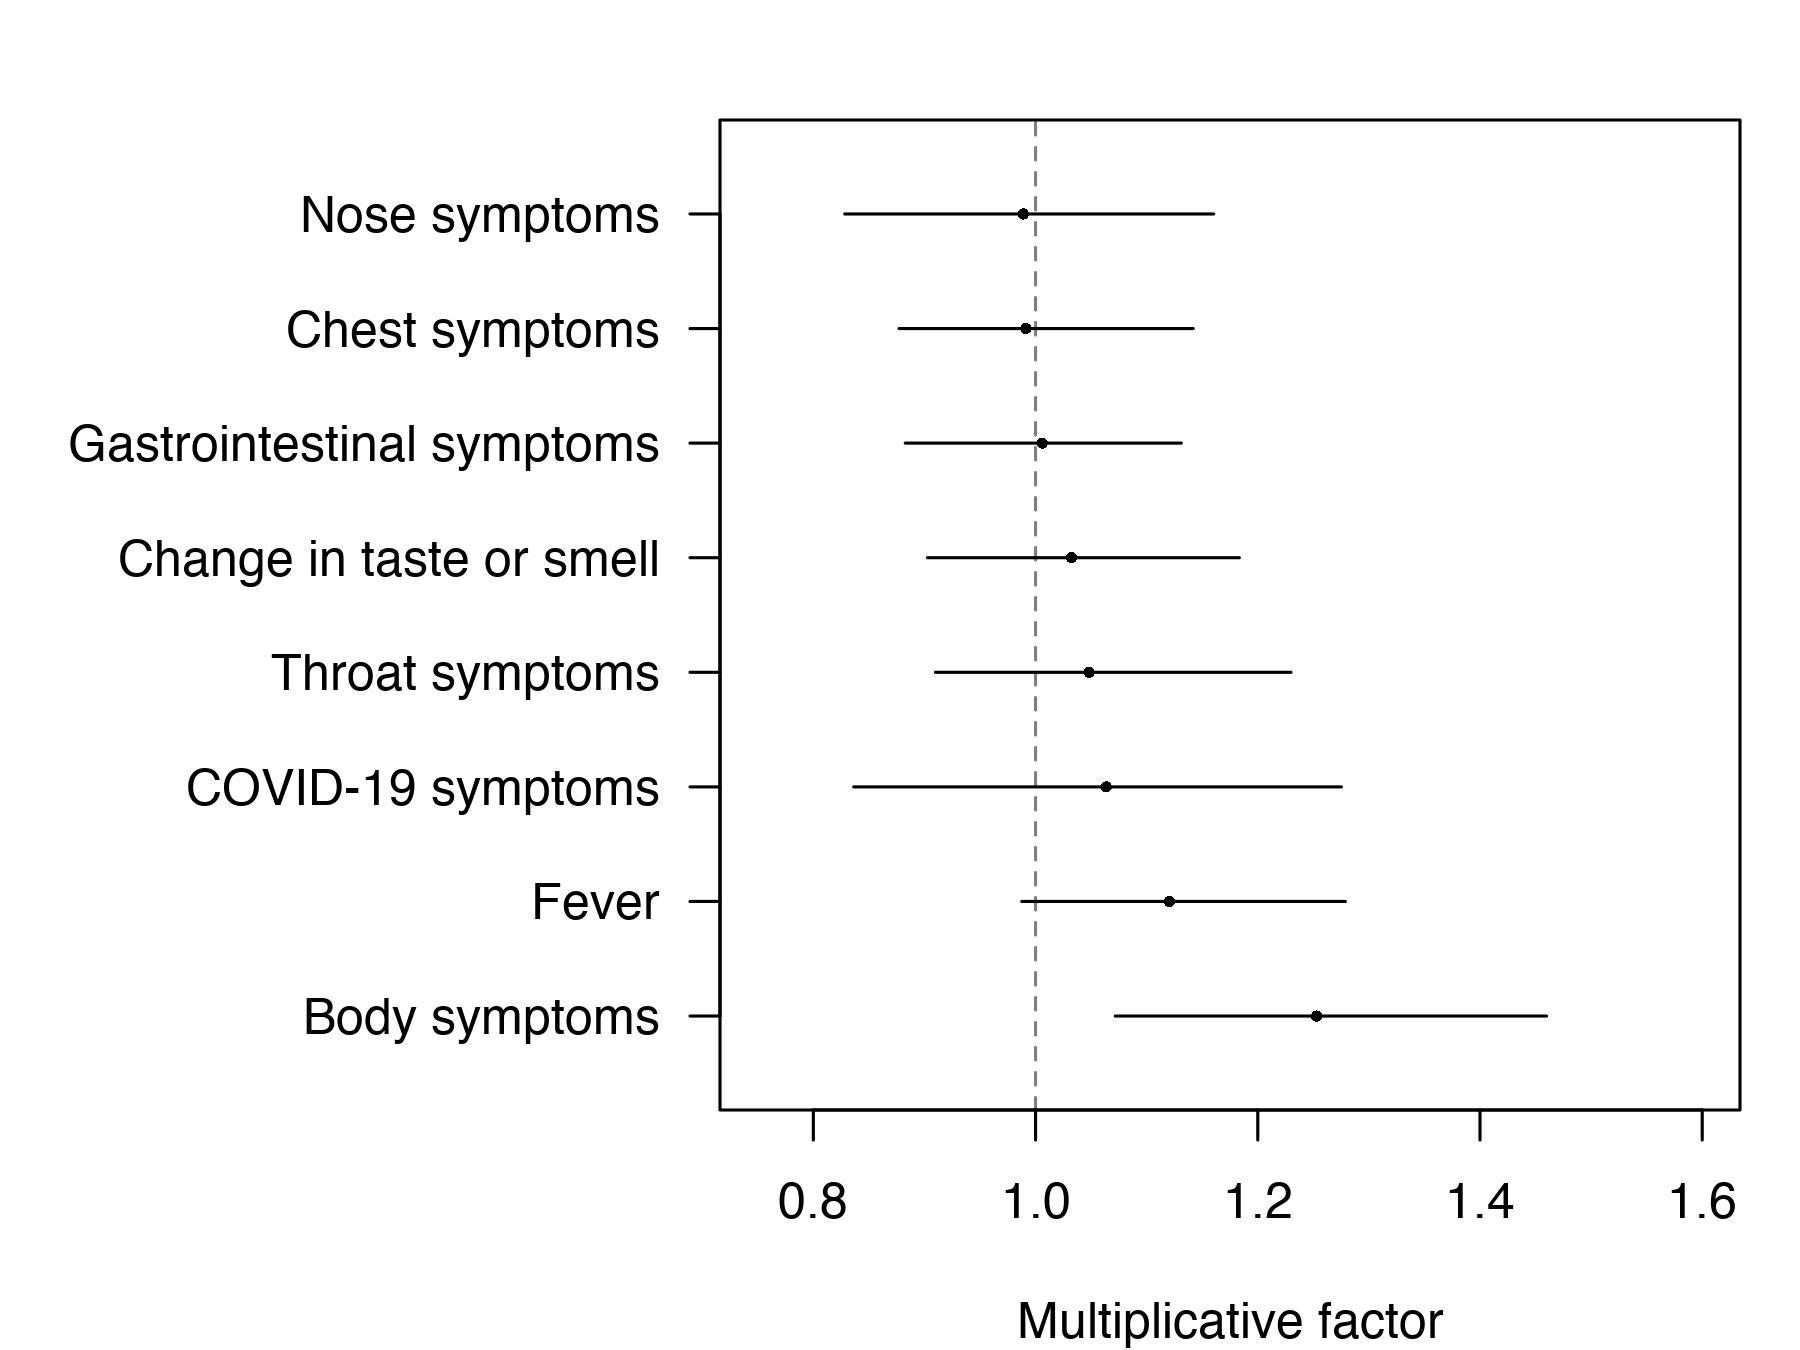 Nose symptoms
Chest symptoms
Gastrointestinal symptoms
Change in taste or smell
Throat symptoms
COVID-19 symptoms
Fever
Body symptoms
0.8 1.0 1.2 1.4 1.6
Multiplicative factor